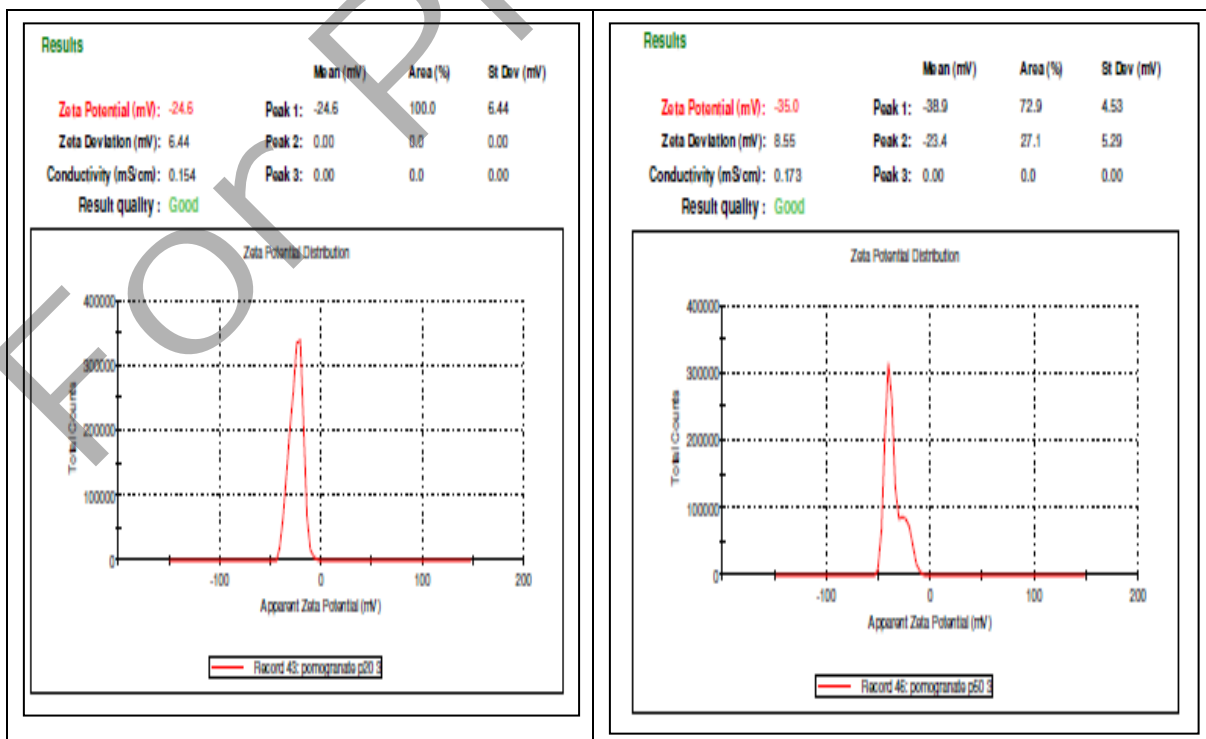 Results
Mean (mV) Area (%) St Dev (mV)
Zeta Potential (mV): -24.6 Peak 1: -24.6 100.0 6.44
Zeta Deviation (mV): 6.44 Peak 2: 0.00 0.0 0.00
Conductivity (mS/cm): 0.154 Peak 3: 0.00 0.0 0.00
Result quality : Good
Zeta Potential Distribution
400000
300000
200000
100000
0
Total Counts
-100 0 100 200
Apparent Zeta Potential (mV)
Record 43: pomogranate p20 3
Results
Mean (mV) Area (%) St Dev (mV)
Zeta Potential (mV): -35.0 Peak 1: -38.9 72.9 4.53
Zeta Deviation (mV): 8.55 Peak 2: -23.4 27.1 5.29
Conductivity (mS/cm): 0.173 Peak 3: 0.00 0.0 0.00
Result quality : Good
Zeta Potential Distribution
400000
300000
200000
100000
0
Total Counts
-100 0 100 200
Apparent Zeta Potential (mV)
Record 46: pomogranate p60 3
For